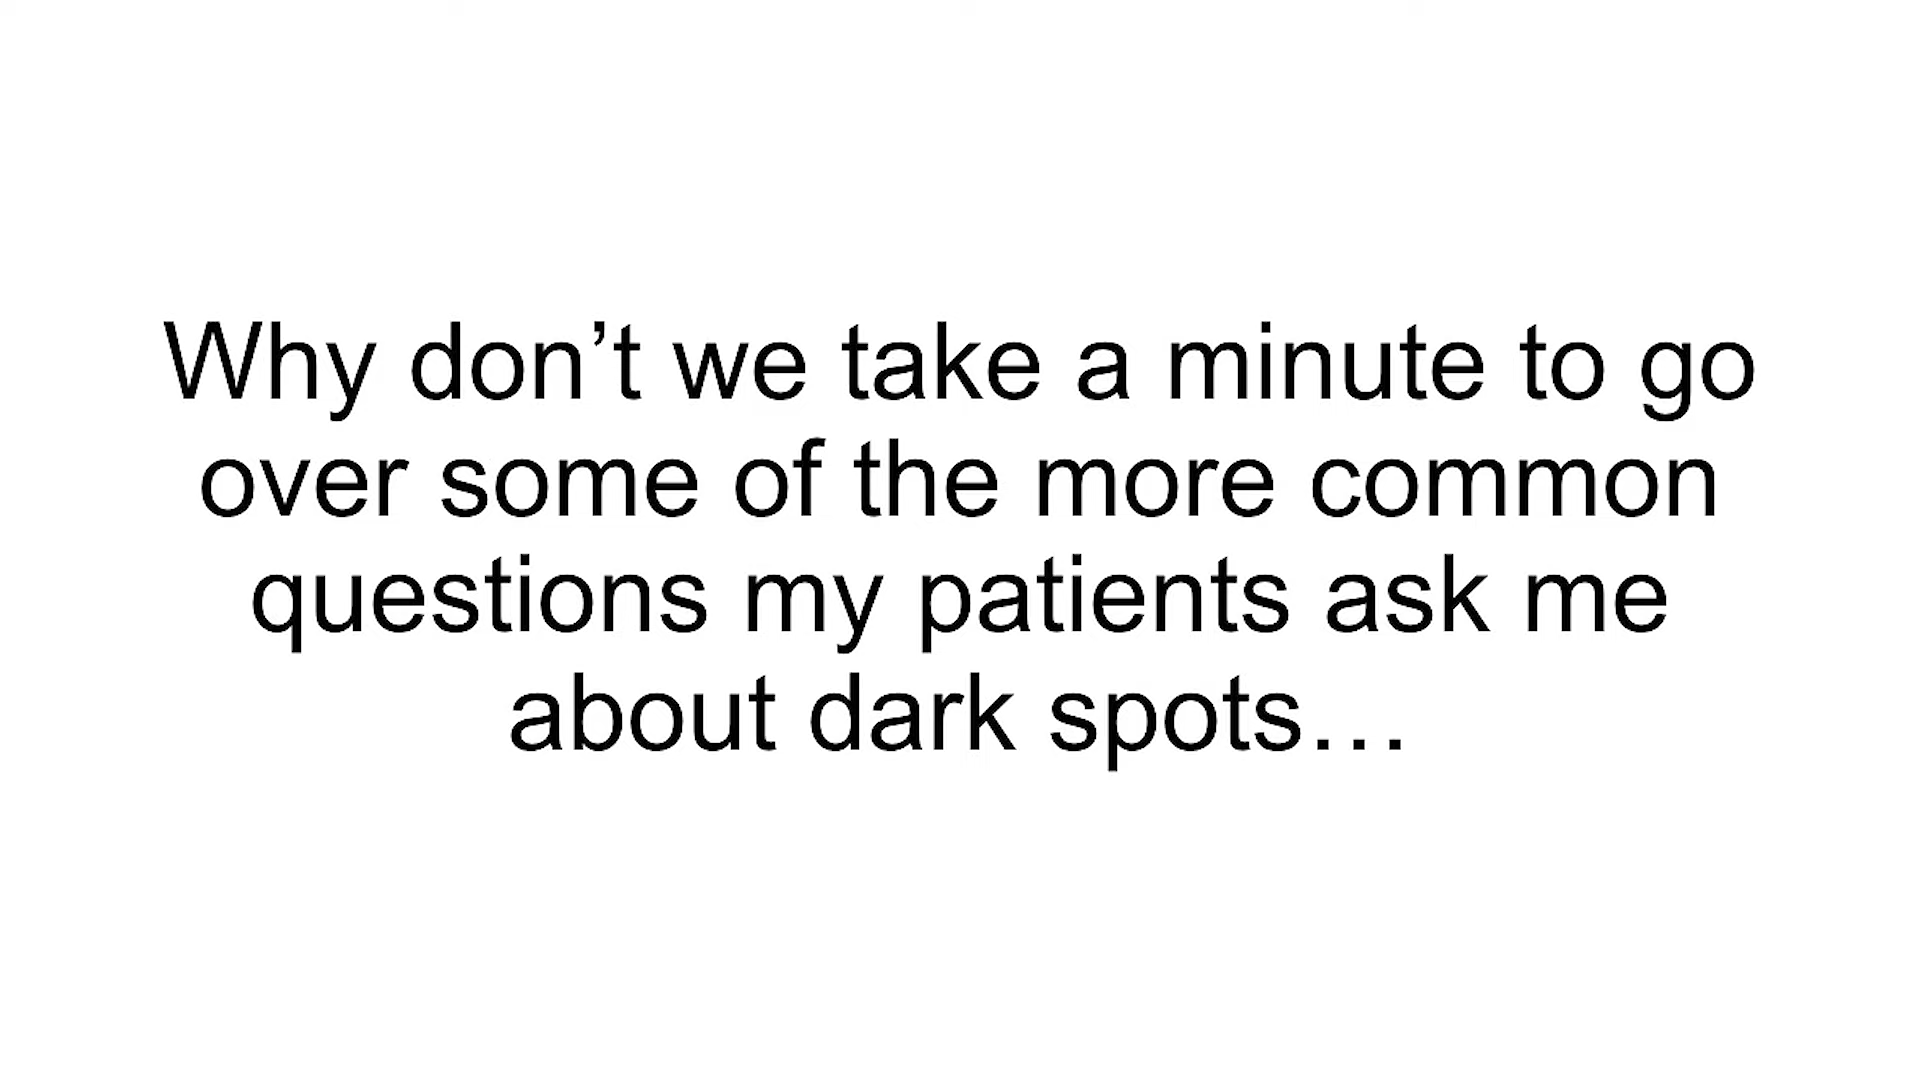 Why don’t we take a minute to go
over some of the more common
questions my patients ask me
about dark spots…